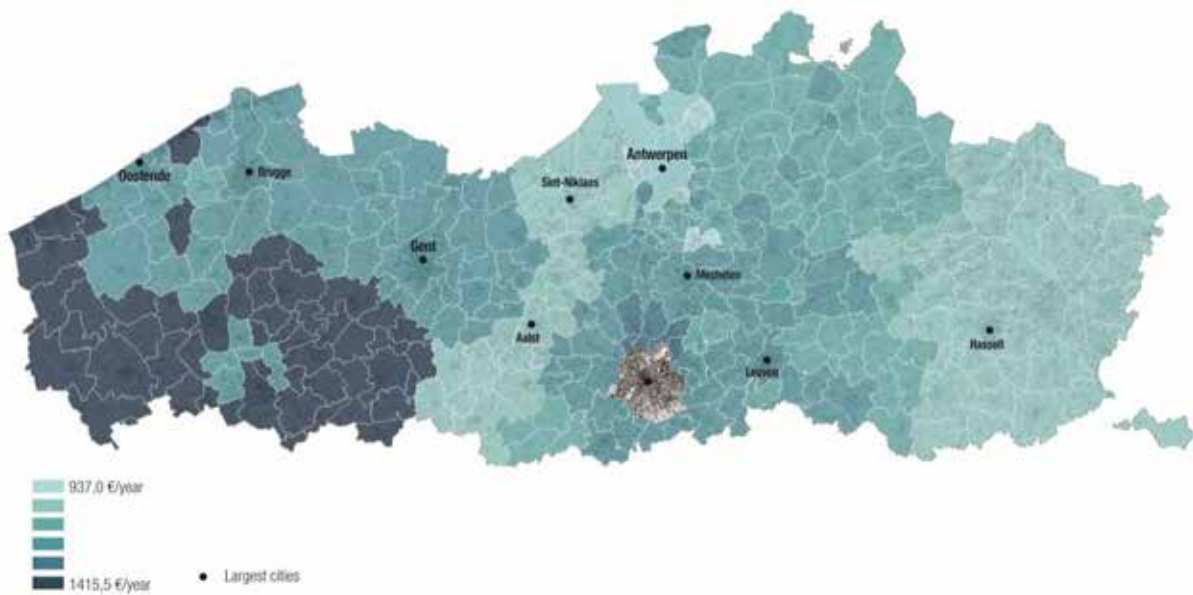 Antwerpen
Oostende
Brugge
Sint-Niklaas
Gent
Mechelen
Aalst
Hasselt
Leuven
937,0 €/year
1415,5 €/year
Largest cities